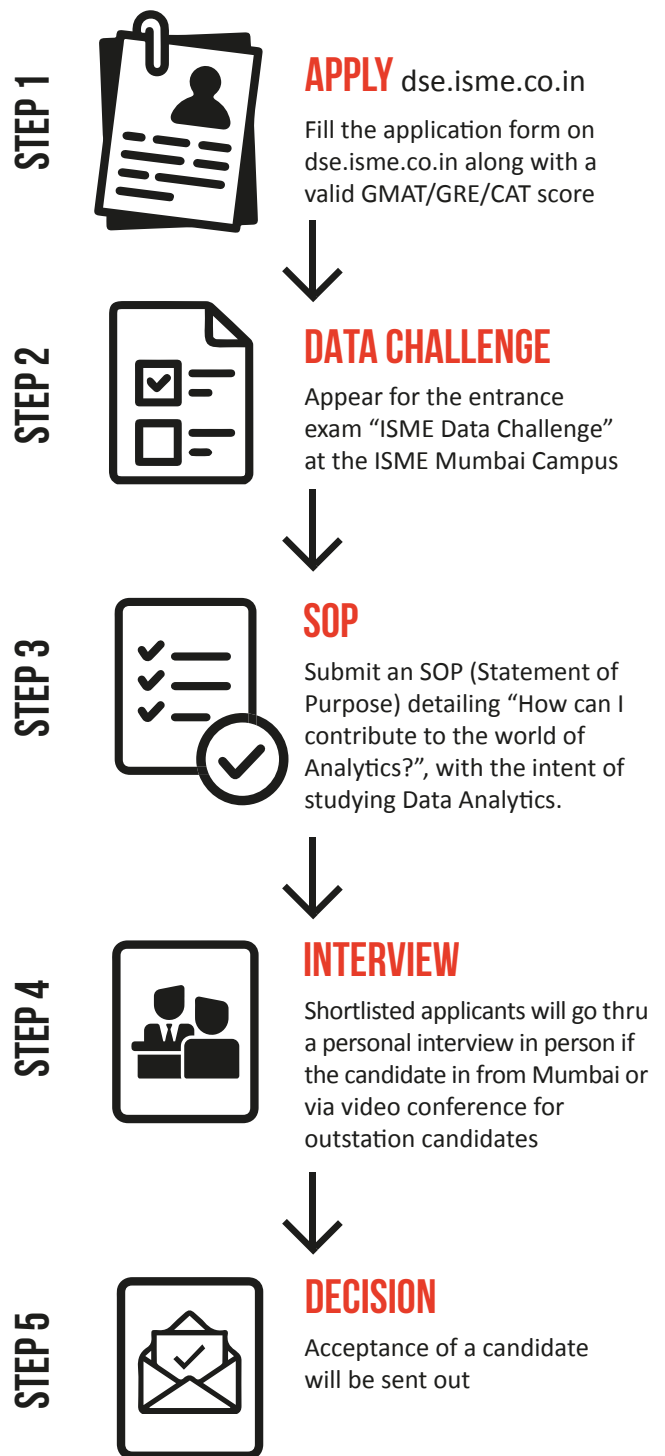 STEP 1
APPLY dse.isme.co.in
Fill the application form on
dse.isme.co.in along with a
valid GMAT/GRE/CAT score
STEP 2
DATA CHALLENGE
Appear for the entrance
exam “ISME Data Challenge”
at the ISME Mumbai Campus
STEP 3
SOP
Submit an SOP (Statement of
Purpose) detailing “How can I
contribute to the world of
Analytics?”, with the intent of
studying Data Analytics.
STEP 4
INTERVIEW
Shortlisted applicants will go thru
a personal interview in person if
the candidate in from Mumbai or
via video conference for
outstation candidates
STEP 5
DECISION
Acceptance of a candidate
will be sent out